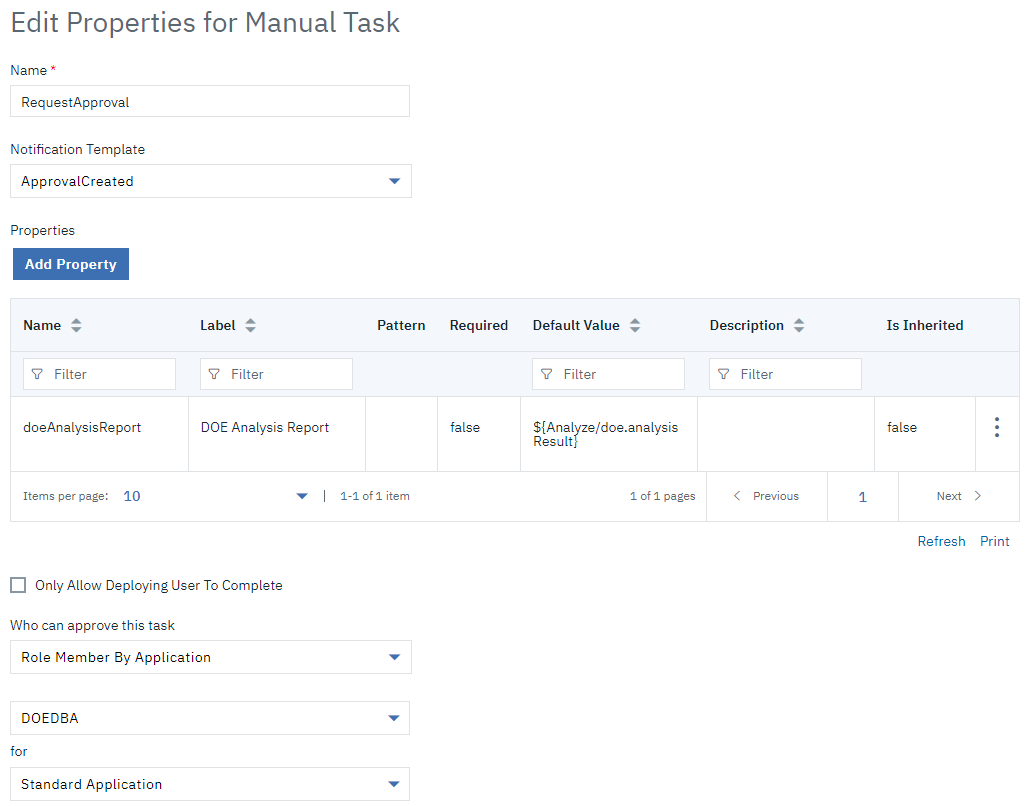 Edit Properties for Manual Task
Name *
RequestApproval
Notification Template
ApprovalCreated
Properties
Add Property
Name Label Pattern Required Default Value Description Is Inherited
Filter Filter Filter Filter
doeAnalysisReport DOE Analysis Report false ${Analyze/doe.analysis false
Result}
Items per page: 10 | 1-1 of 1 item 1 of 1 pages Previous 1 Next
Refresh Print
Only Allow Deploying User To Complete
Who can approve this task
Role Member By Application
DOEDBA
for
Standard Application